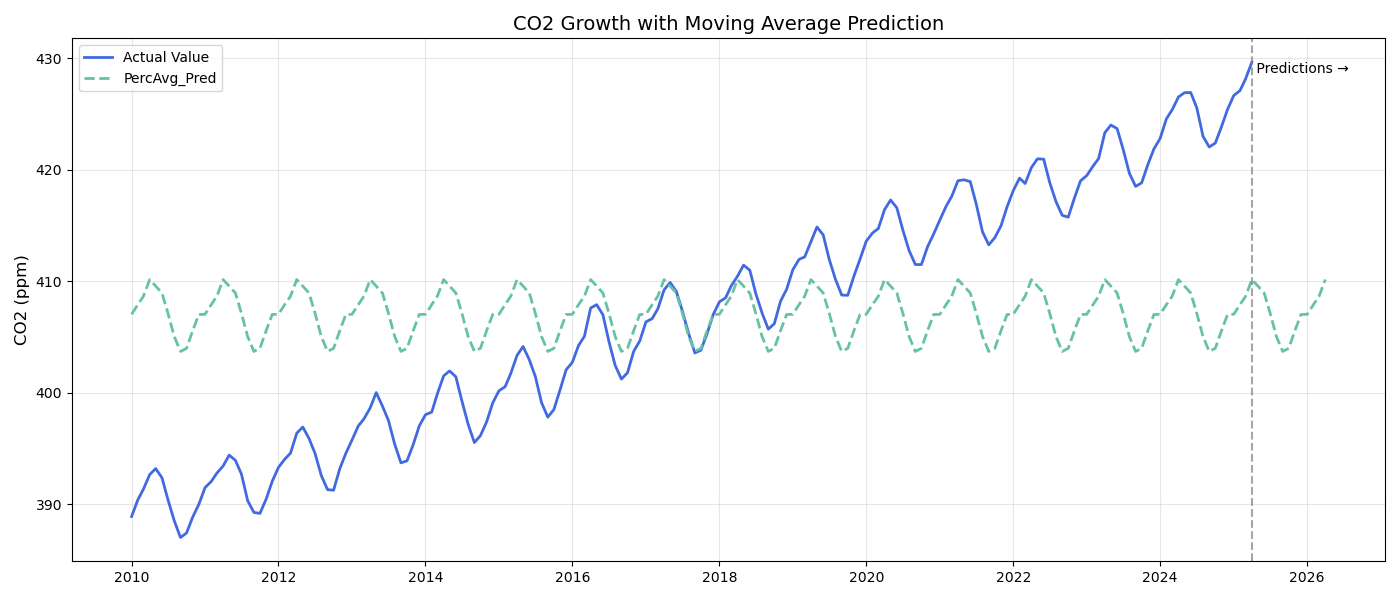 CO2 Growth with Moving Average Prediction
Actual Value
PercAvg_Pred
Predictions →
CO2 (ppm)
430
420
410
400
390
2010
2012
2014
2016
2018
2020
2022
2024
2026